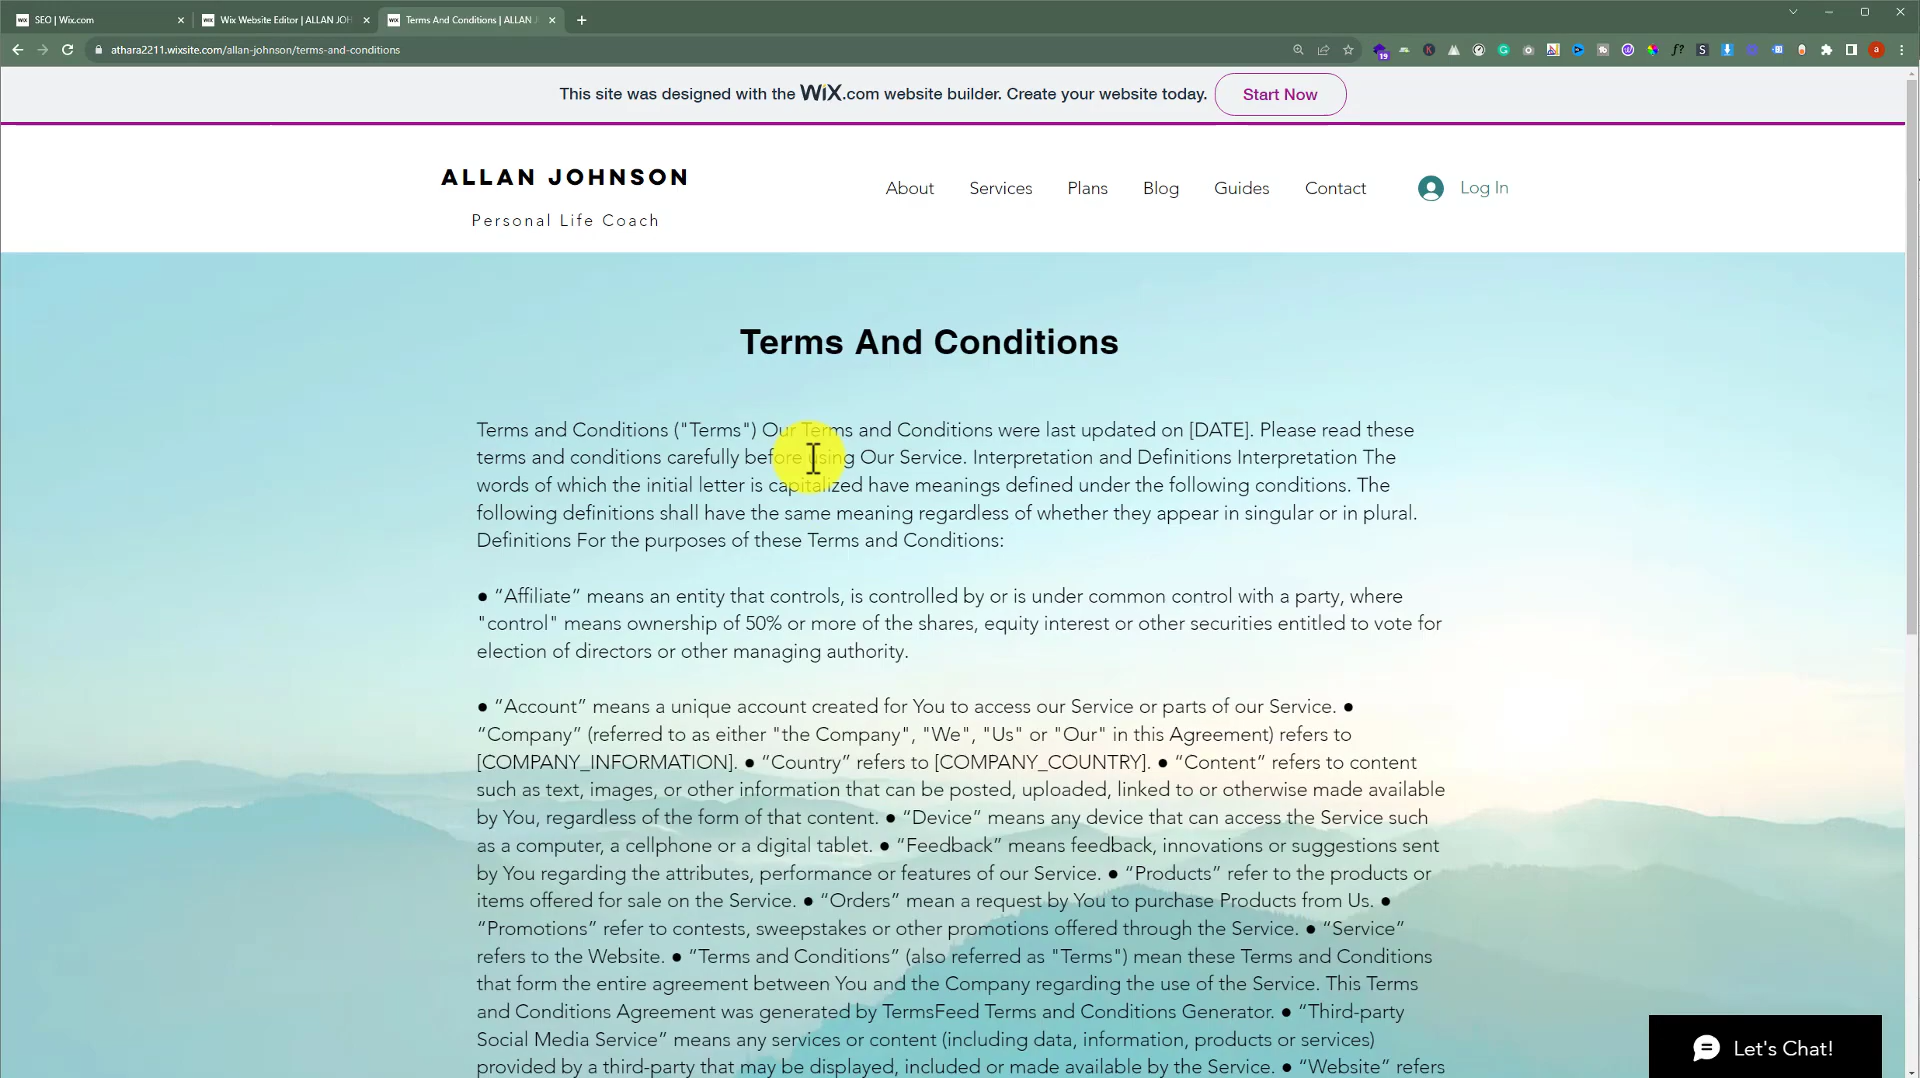 SEO | Wix.com
Wix Website Editor | ALLAN JOH
Terms And Conditions | ALLAN J
athara2211.wixsite.com/allan-johnson/terms-and-conditions
19
This site was designed with the WiX.com website builder. Create your website today.
Start Now
ALLAN JOHNSON
Personal Life Coach
About
Services
Plans
Blog
Guides
Contact
Log In
Terms And Conditions
Terms and Conditions ("Terms") Our Terms and Conditions were last updated on [DATE]. Please read these
terms and conditions carefully before using Our Service. Interpretation and Definitions Interpretation The
words of which the initial letter is capitalized have meanings defined under the following conditions. The
following definitions shall have the same meaning regardless of whether they appear in singular or in plural.
Definitions For the purposes of these Terms and Conditions:
● “Affiliate” means an entity that controls, is controlled by or is under common control with a party, where
"control" means ownership of 50% or more of the shares, equity interest or other securities entitled to vote for
election of directors or other managing authority.
● “Account” means a unique account created for You to access our Service or parts of our Service. ●
“Company” (referred to as either "the Company", "We", "Us" or "Our" in this Agreement) refers to
[COMPANY_INFORMATION]. ● “Country” refers to [COMPANY_COUNTRY]. ● “Content” refers to content
such as text, images, or other information that can be posted, uploaded, linked to or otherwise made available
by You, regardless of the form of that content. ● “Device” means any device that can access the Service such
as a computer, a cellphone or a digital tablet. ● “Feedback” means feedback, innovations or suggestions sent
by You regarding the attributes, performance or features of our Service. ● “Products” refer to the products or
items offered for sale on the Service. ● “Orders” mean a request by You to purchase Products from Us. ●
“Promotions” refer to contests, sweepstakes or other promotions offered through the Service. ● “Service”
refers to the Website. ● “Terms and Conditions” (also referred as "Terms") mean these Terms and Conditions
that form the entire agreement between You and the Company regarding the use of the Service. This Terms
and Conditions Agreement was generated by TermsFeed Terms and Conditions Generator. ● “Third-party
Social Media Service” means any services or content (including data, information, products or services)
provided by a third-party that may be displayed, included or made available by the Service. ● “Website” refers
Let's Chat!